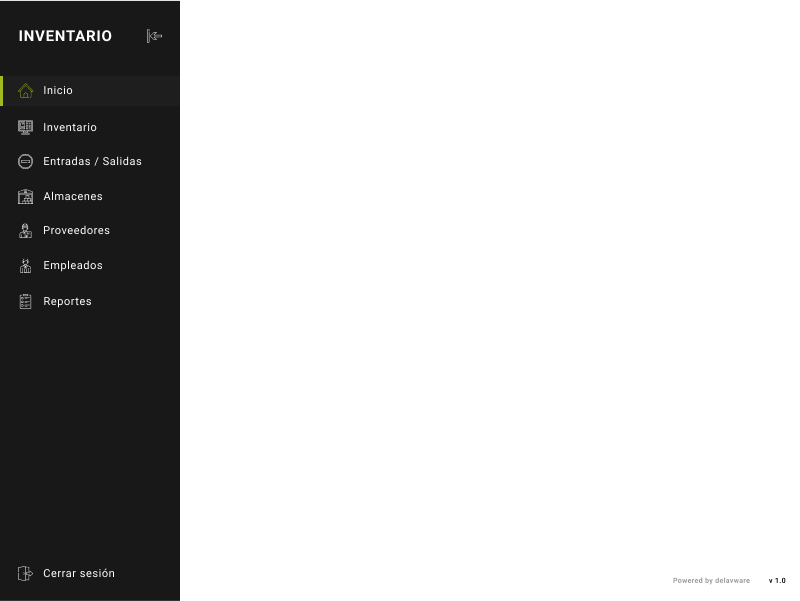 INVENTARIO
Inicio
Inventario
Entradas / Salidas
Almacenes
Proveedores
Empleados
Reportes
Cerrar sesión
Powered by delavware v 1.0